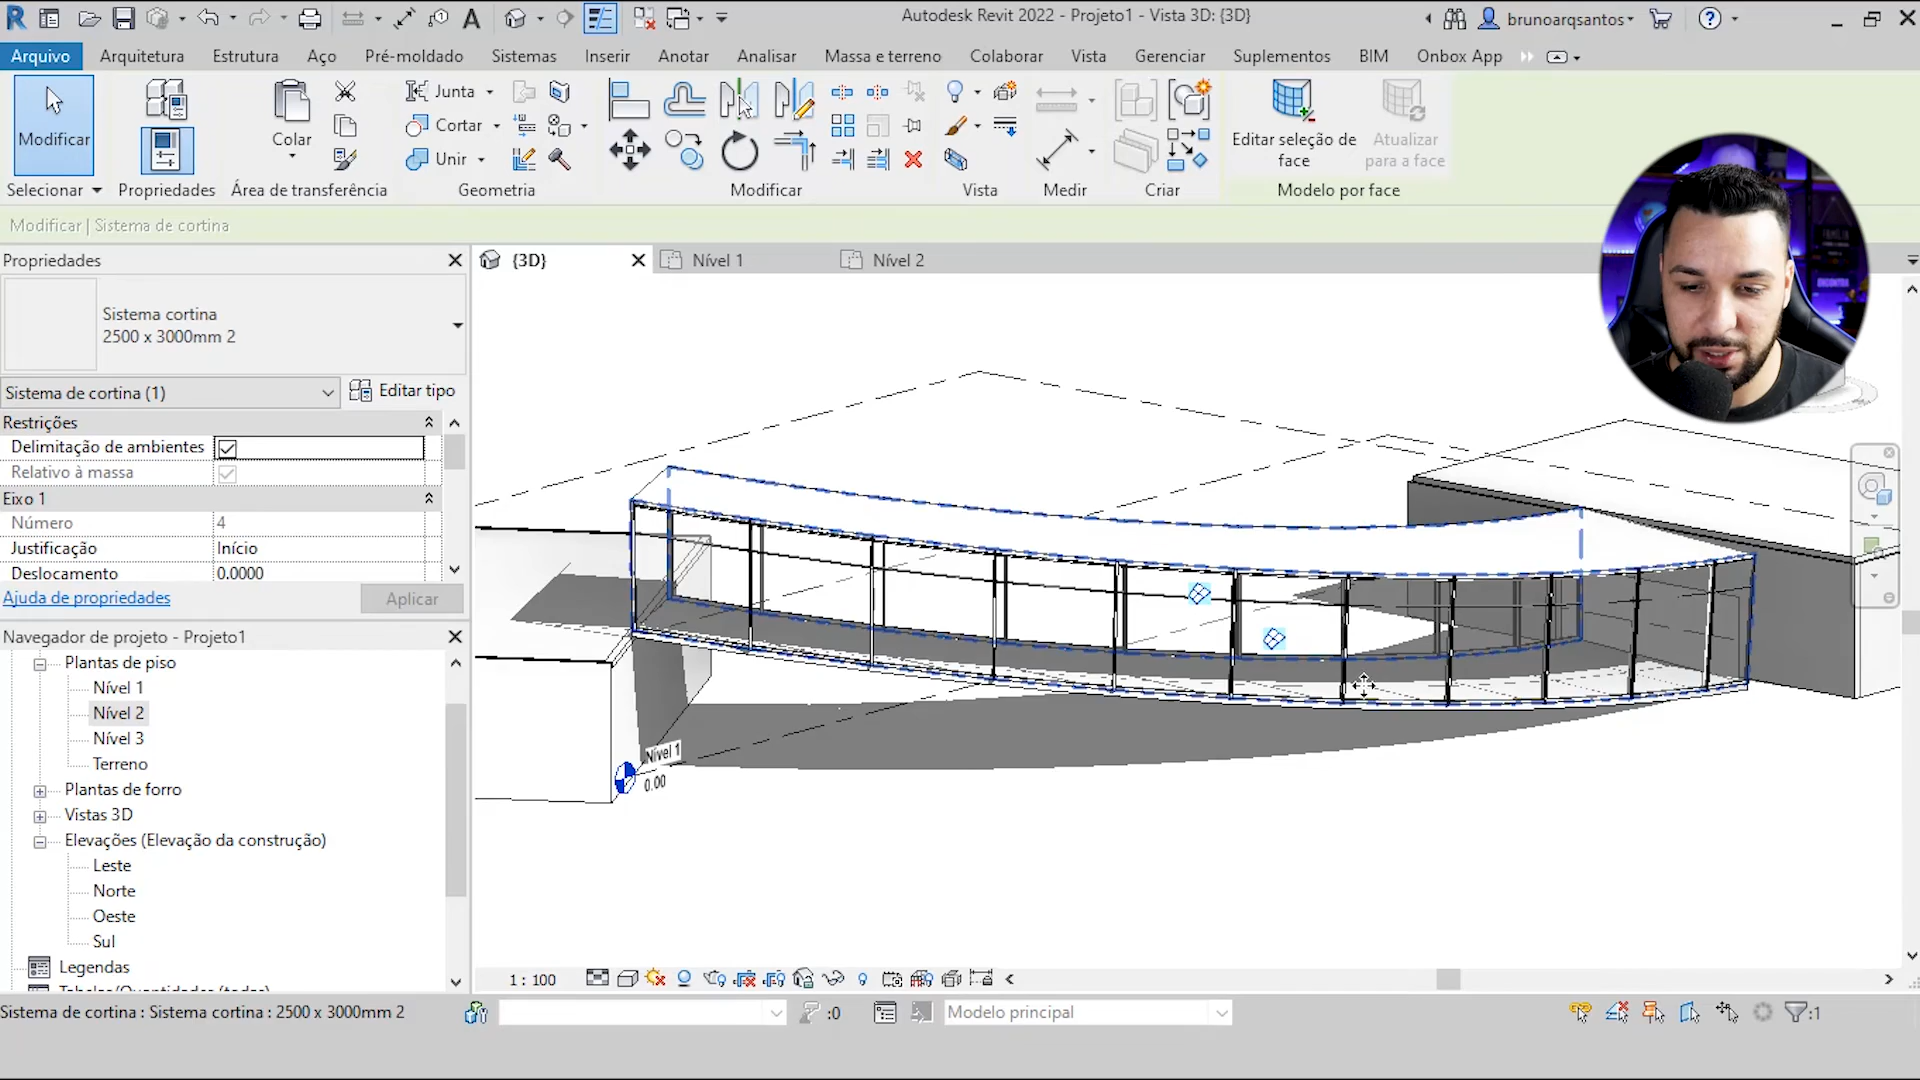 Autodesk Revit 2022 - Projeto1 - Vista 3D: {3D}
brunoarqsantos
Arquivo Arquitetura Estrutura Aço Pré-moldado Sistemas Inserir Anotar Analisar Massa e terreno Colaborar Vista Gerenciar Suplementos BIM Onbox App
Modificar
Colar
Junta
Cortar
Unir
Editar seleção de face
Atualizar para a face
Selecionar Propriedades Área de transferência Geometria Modificar Vista Medir Criar Modelo por face
Modificar | Sistema de cortina
Propriedades
{3D} Nível 1 Nível 2
Sistema cortina
2500 x 3000mm 2
Sistema de cortina (1) Editar tipo
Restrições
Delimitação de ambientes
Relativo à massa
Eixo 1
Número 4
Justificação Início
Deslocamento 0.0000
Ajuda de propriedades Aplicar
Navegador de projeto - Projeto1
Plantas de piso
Nível 1
Nível 2
Nível 3
Terreno
Plantas de forro
Vistas 3D
Elevações (Elevação da construção)
Leste
Norte
Oeste
Sul
Legendas
Tabelas/Quantidades (todas)
Nível 1
0.00
1 : 100
Sistema de cortina : Sistema cortina : 2500 x 3000mm 2
:0
Modelo principal
:1